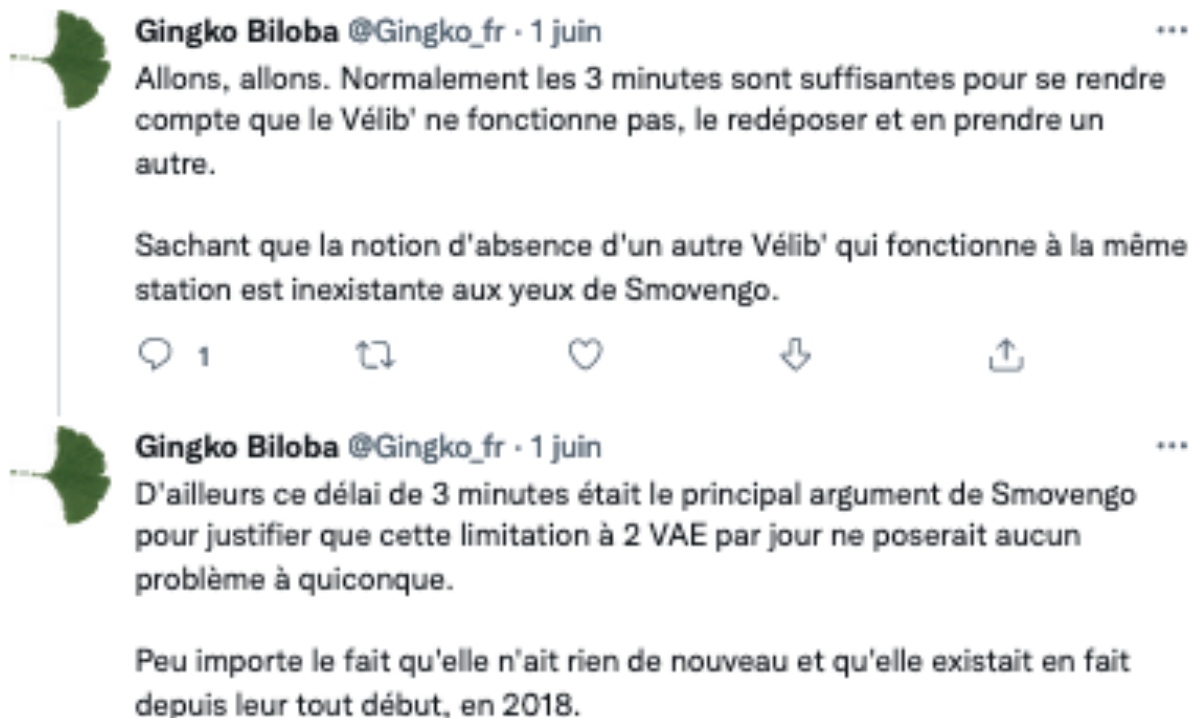 Gingko Biloba @Gingko_fr · 1 juin
Allons, allons. Normalement les 3 minutes sont suffisantes pour se rendre
compte que le Vélib' ne fonctionne pas, le redéposer et en prendre un
autre.
Sachant que la notion d'absence d'un autre Vélib' qui fonctionne à la même
station est inexistante aux yeux de Smovengo.
1
Gingko Biloba @Gingko_fr · 1 juin
D'ailleurs ce délai de 3 minutes était le principal argument de Smovengo
pour justifier que cette limitation à 2 VAE par jour ne poserait aucun
problème à quiconque.
Peu importe le fait qu'elle n'ait rien de nouveau et qu'elle existait en fait
depuis leur tout début, en 2018.